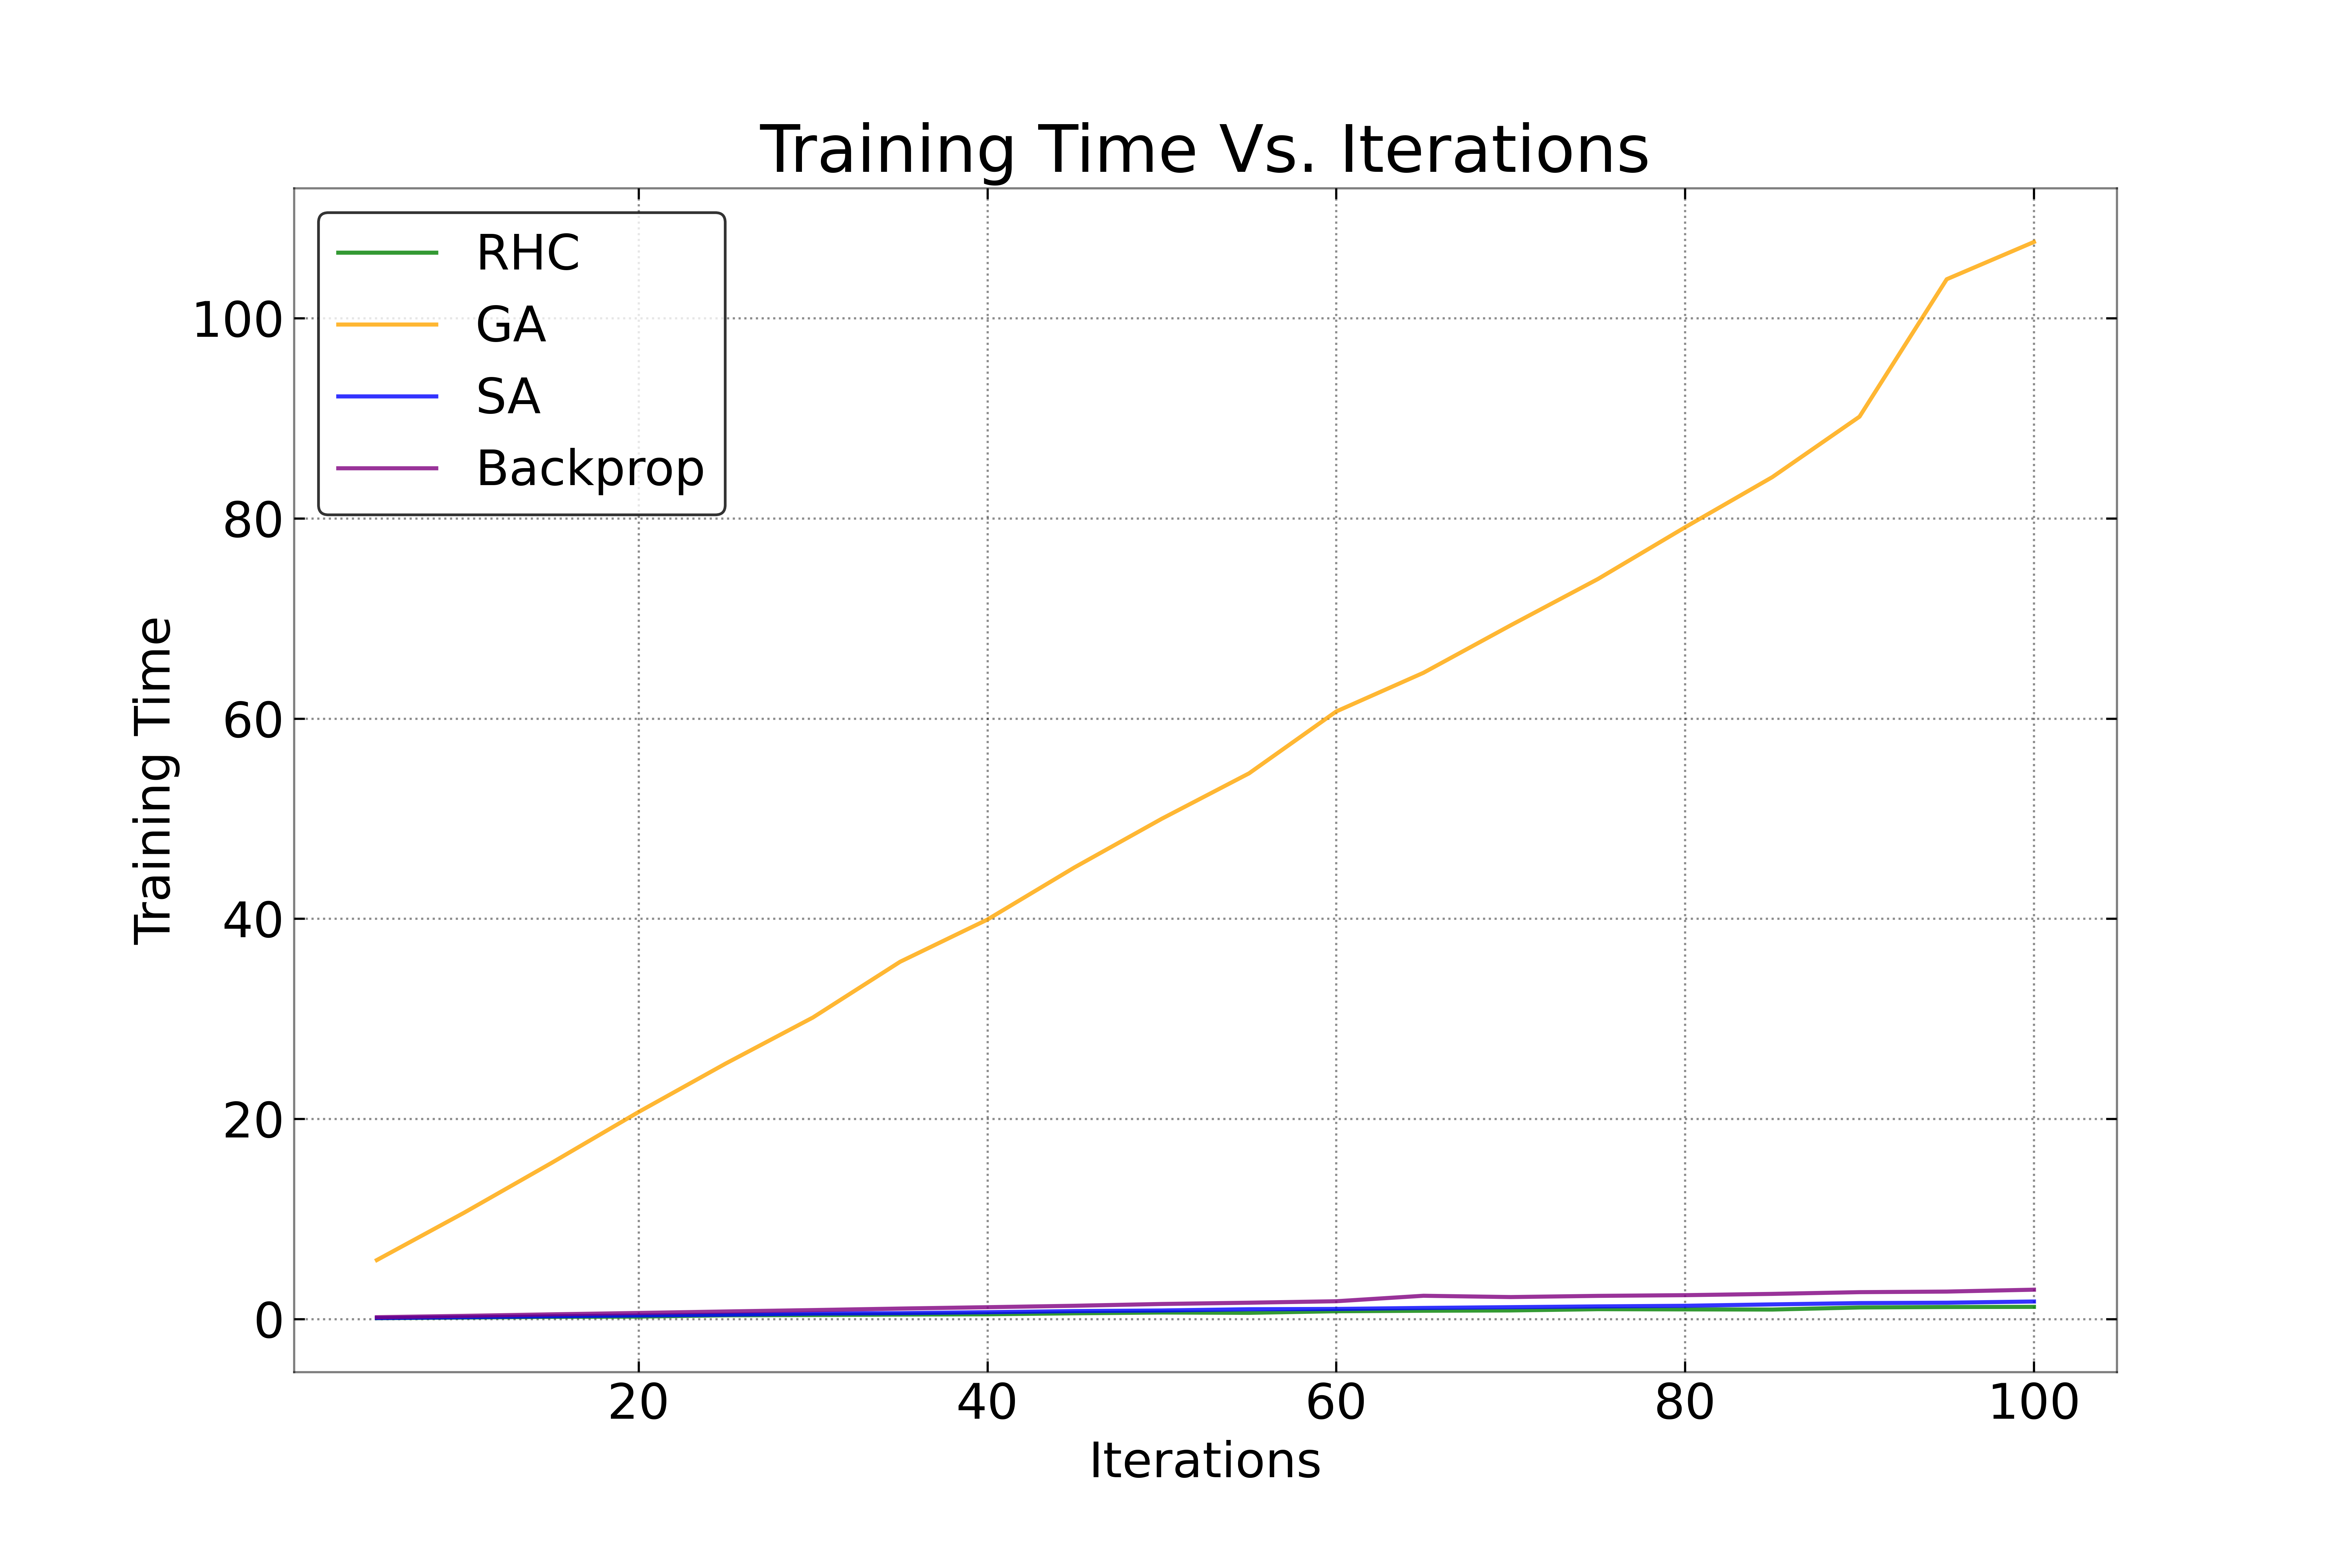 Training Time Vs. Iterations
RHC
GA
SA
Backprop
100
80
60
40
20
0
Training Time
20 40 60 80 100
Iterations